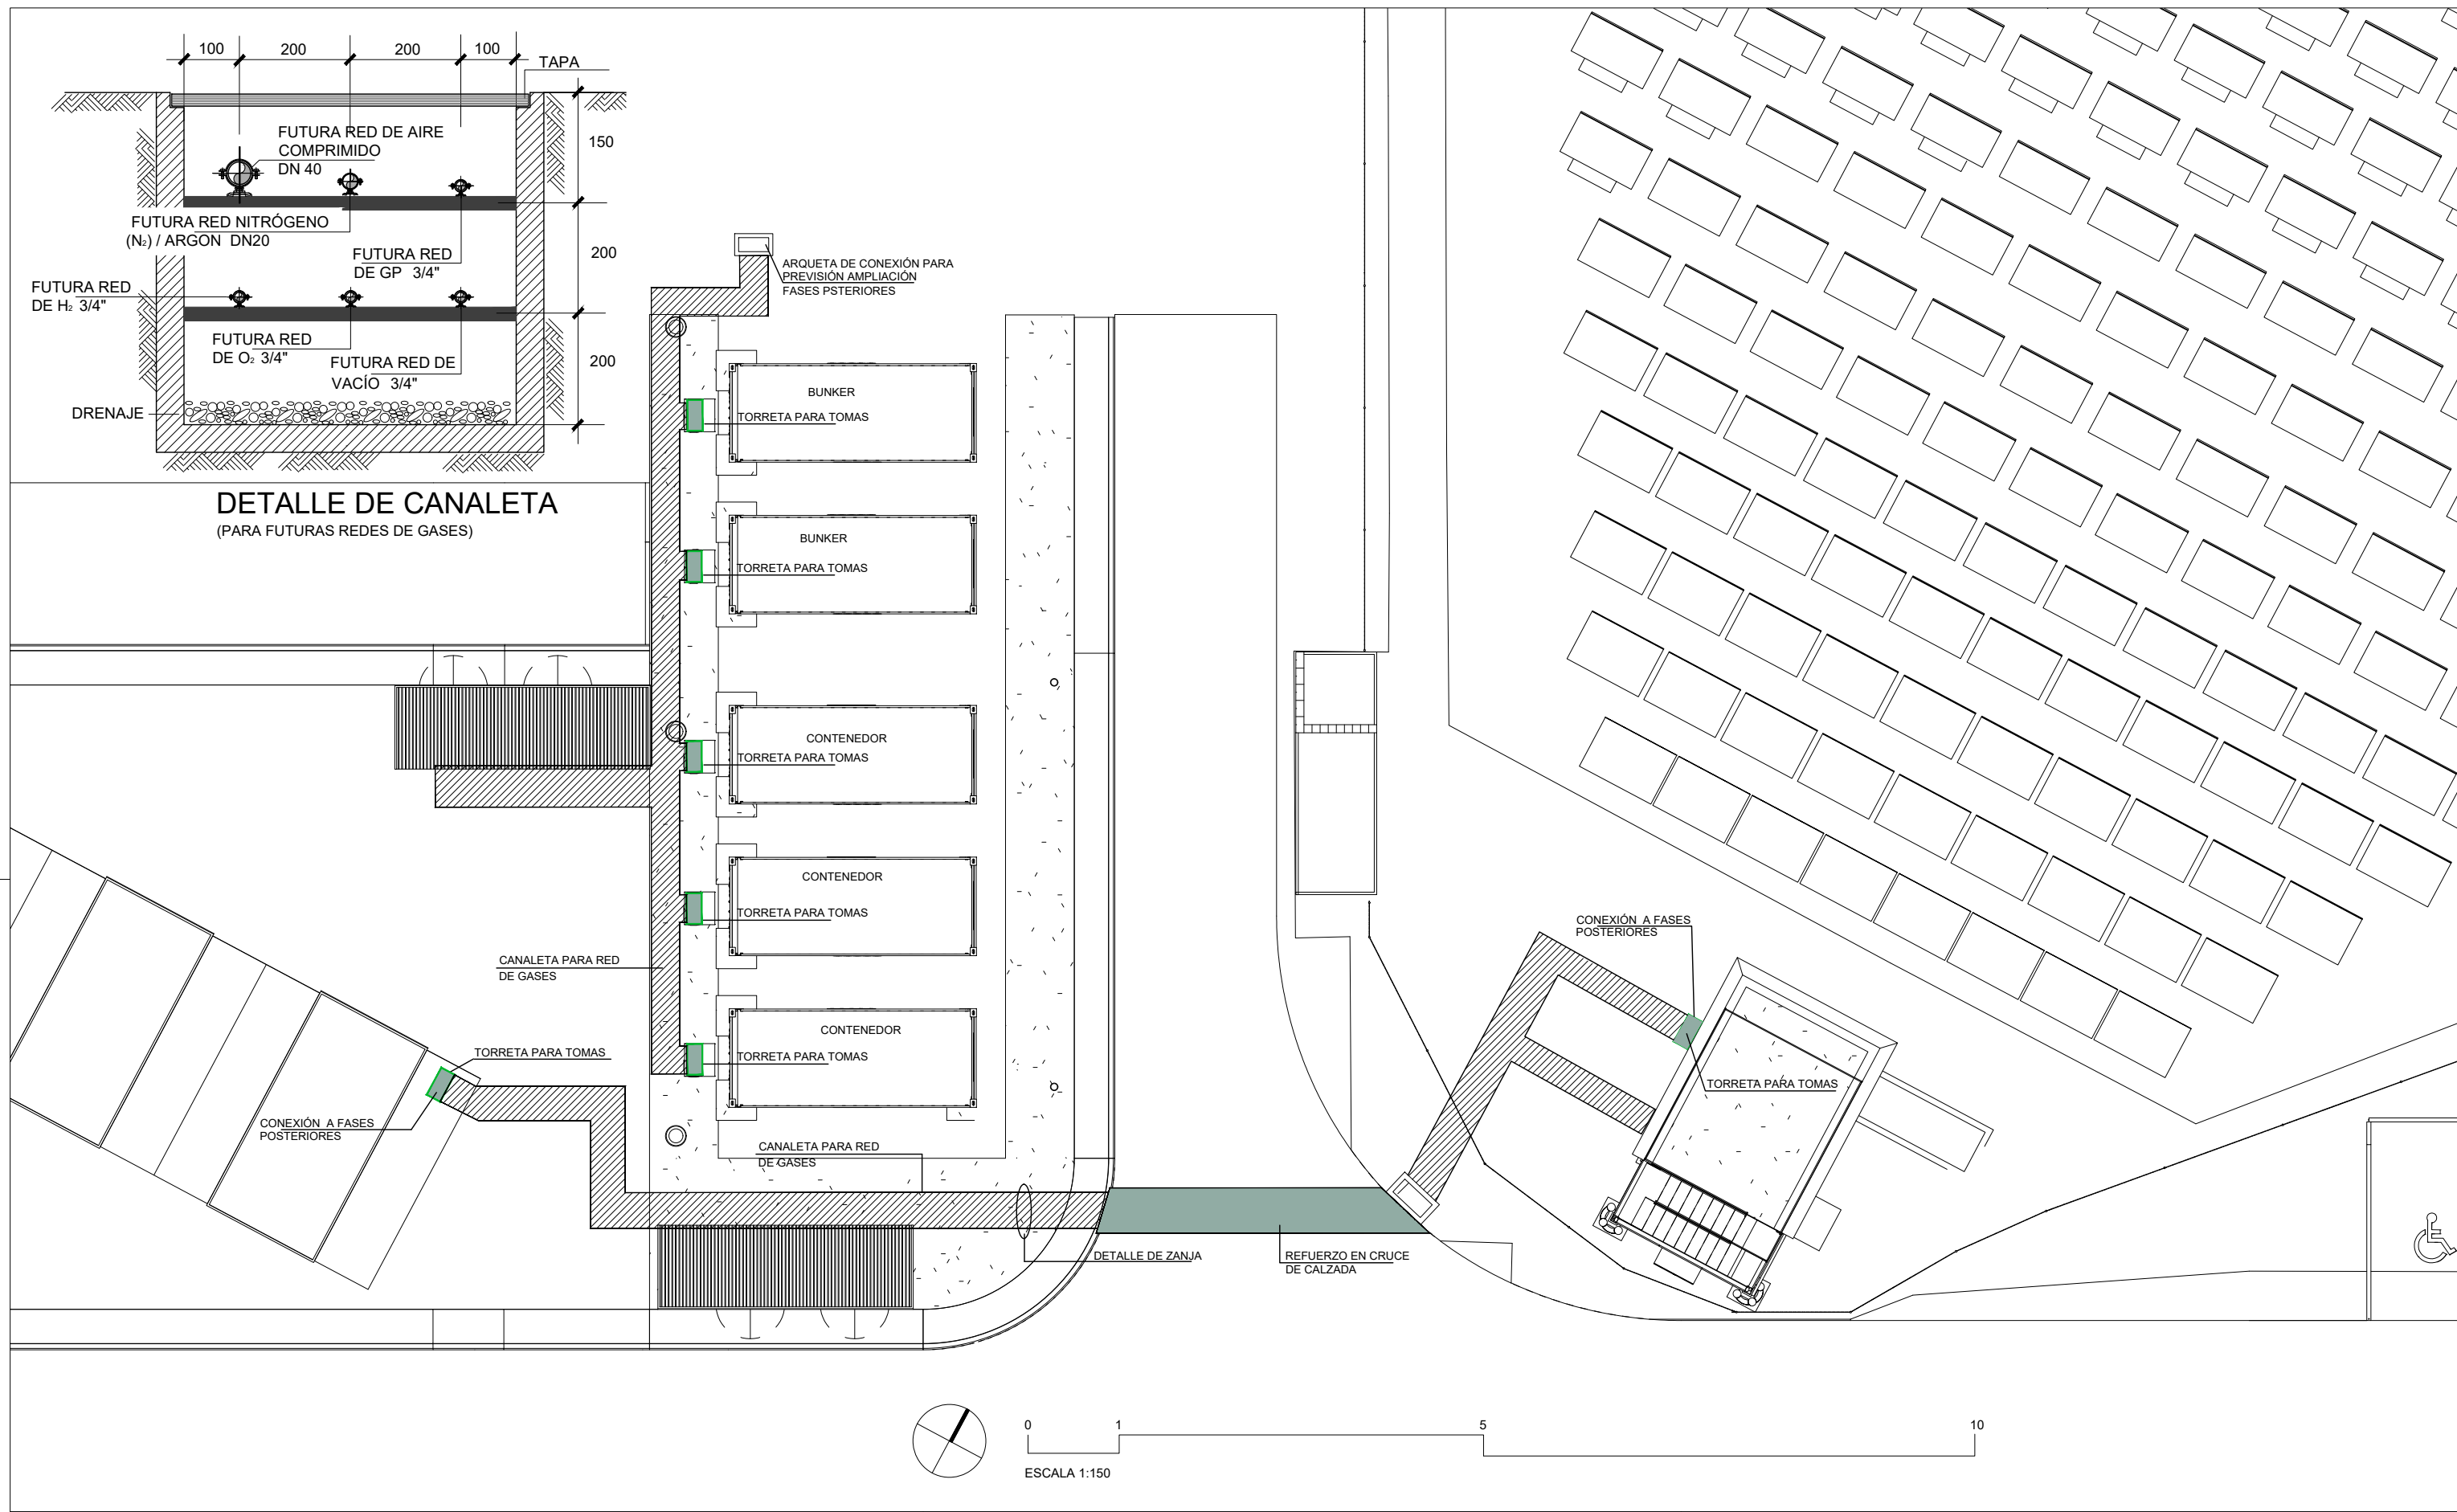 100
200
200
100
TAPA
FUTURA RED DE AIRE
COMPRIMIDO
DN 40
150
FUTURA RED NITRÓGENO
(N₂) / ARGON DN20
FUTURA RED
DE GP 3/4"
200
FUTURA RED
DE H₂ 3/4"
FUTURA RED
DE O₂ 3/4"
FUTURA RED DE
VACÍO 3/4"
200
DRENAJE
DETALLE DE CANALETA
(PARA FUTURAS REDES DE GASES)
ARQUETA DE CONEXIÓN PARA
PREVISIÓN AMPLIACIÓN
FASES PSTERIORES
BUNKER
TORRETA PARA TOMAS
BUNKER
TORRETA PARA TOMAS
CONTENEDOR
TORRETA PARA TOMAS
CONTENEDOR
TORRETA PARA TOMAS
CANALETA PARA RED
DE GASES
CONTENEDOR
TORRETA PARA TOMAS
TORRETA PARA TOMAS
CONEXIÓN A FASES
POSTERIORES
CANALETA PARA RED
DE GASES
DETALLE DE ZANJA
REFUERZO EN CRUCE
DE CALZADA
CONEXIÓN A FASES
POSTERIORES
TORRETA PARA TOMAS
0
1
5
10
ESCALA 1:150